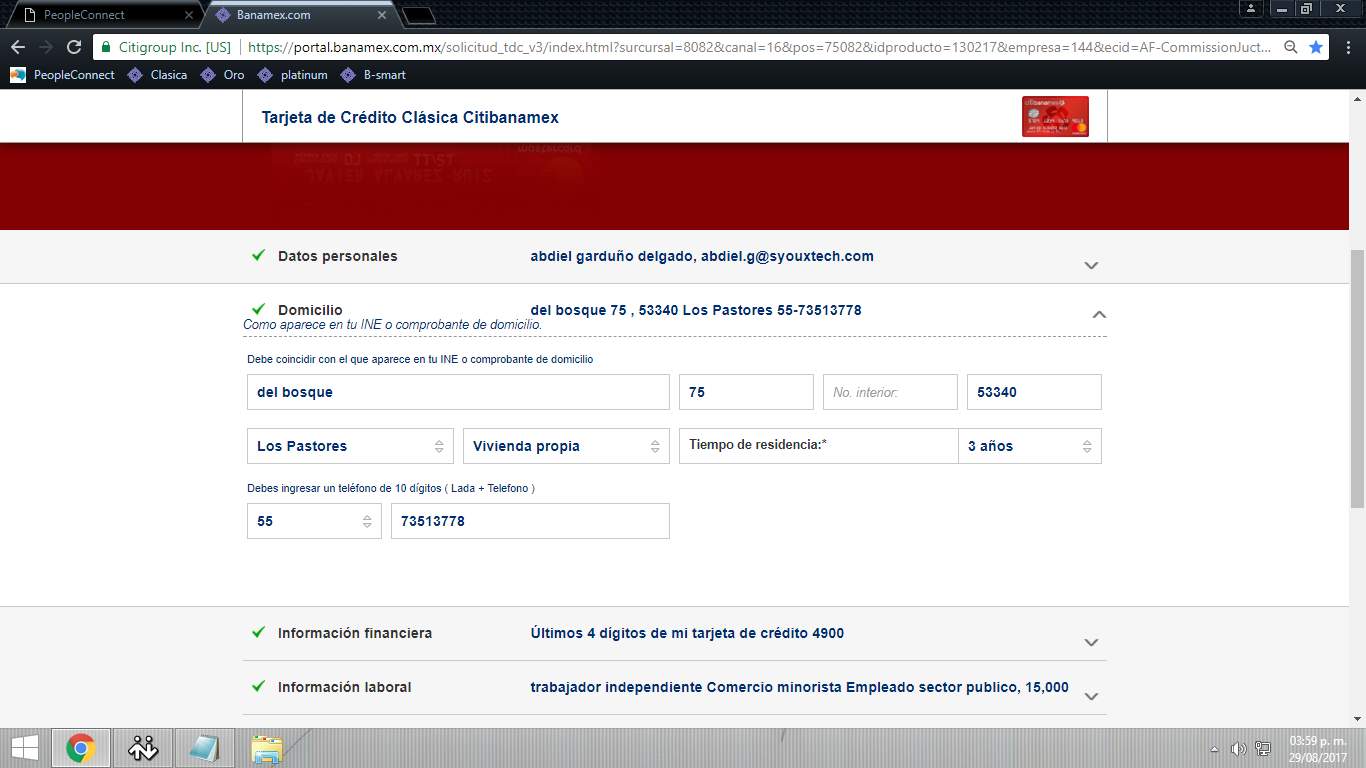 PeopleConnect
Banamex.com
Citigroup Inc. [US]
https://portal.banamex.com.mx/solicitud_tdc_v3/index.html?surcursal=8082&canal=16&pos=75082&idproducto=130217&empresa=144&ecid=AF-CommissionJuct...
PeopleConnect Clasica Oro platinum B-smart
Tarjeta de Crédito Clásica Citibanamex
citibanamex
mastercard
11/21
JAVIER ALVAREZ RUIZ
Datos personales abdiel garduño delgado, abdiel.g@syouxtech.com
Domicilio del bosque 75 , 53340 Los Pastores 55-73513778
Como aparece en tu INE o comprobante de domicilio.
Debe coincidir con el que aparece en tu INE o comprobante de domicilio
del bosque 75 No. interior: 53340
Los Pastores Vivienda propia Tiempo de residencia:* 3 años
Debes ingresar un teléfono de 10 dígitos ( Lada + Telefono )
55 73513778
Información financiera Últimos 4 dígitos de mi tarjeta de crédito 4900
Información laboral trabajador independiente Comercio minorista Empleado sector publico, 15,000
03:59 p. m.
29/08/2017